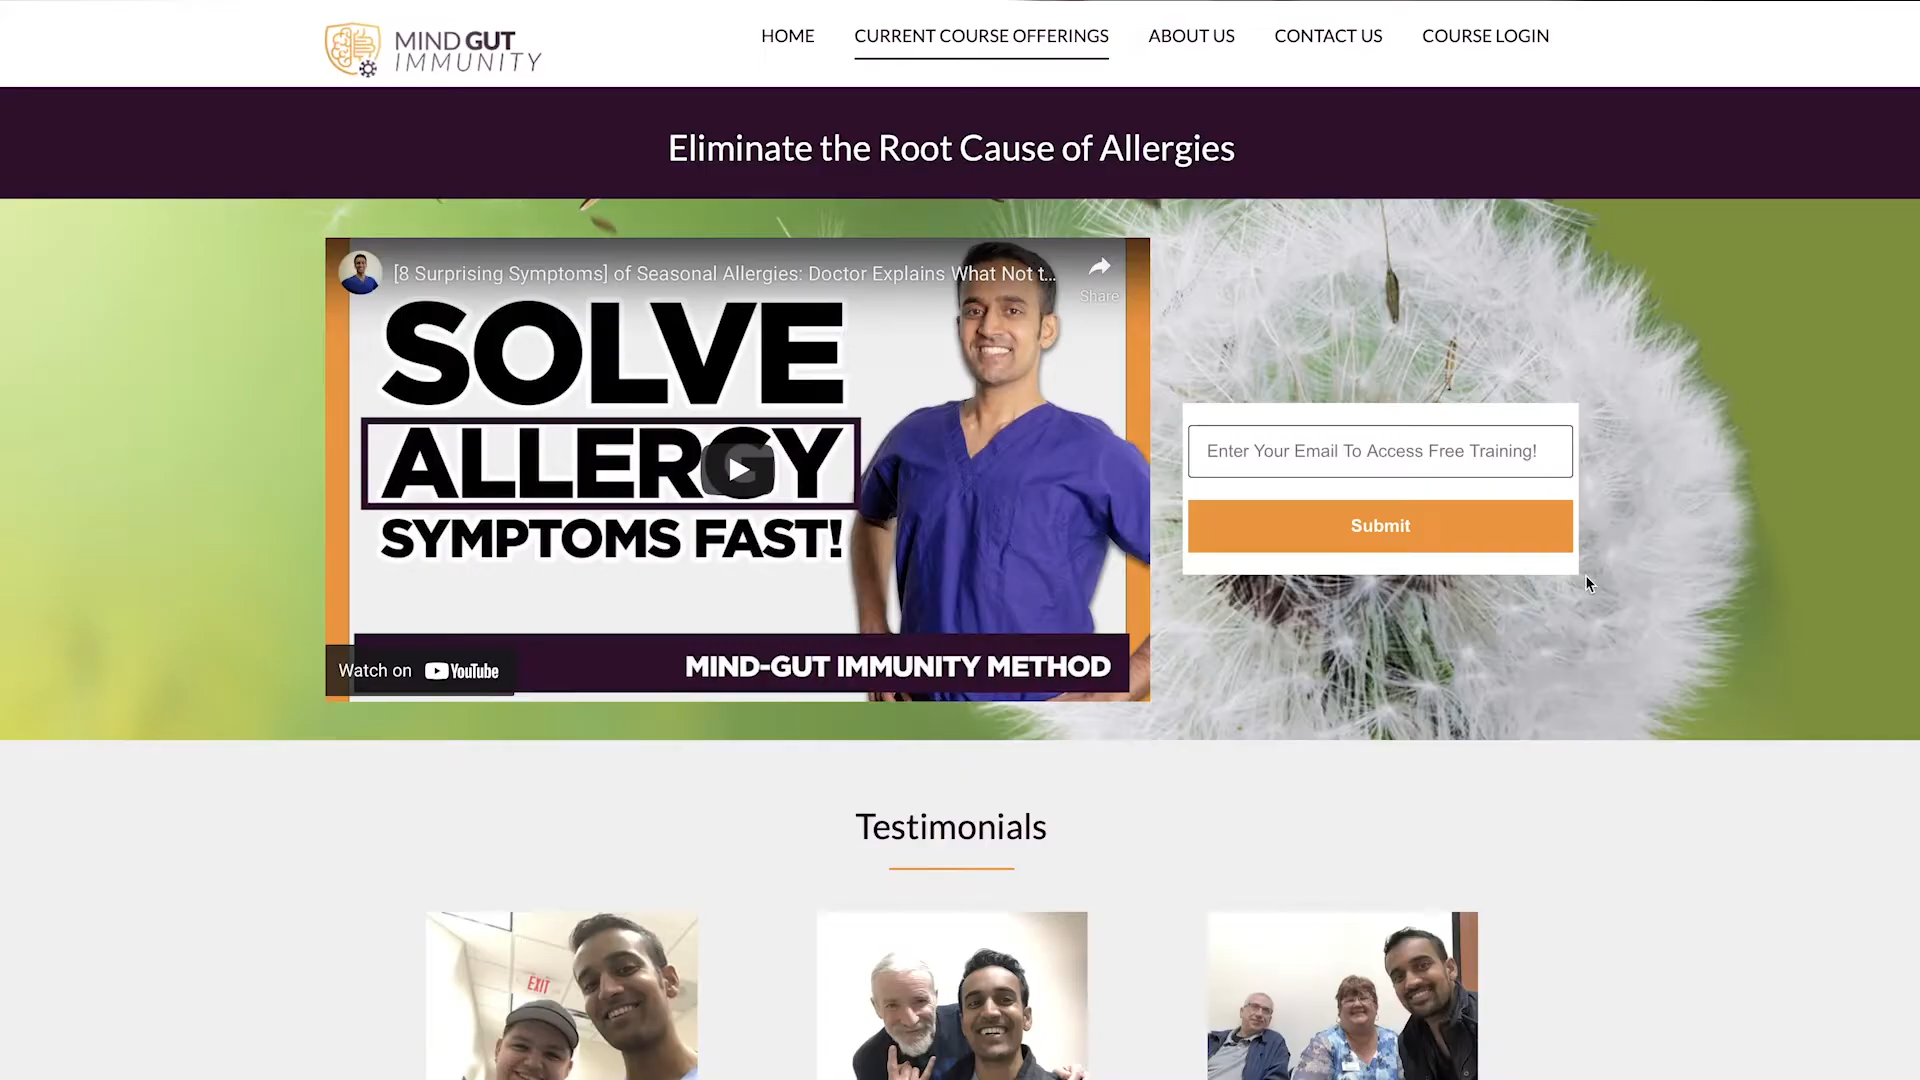 MIND GUT
IMMUNITY
HOME
CURRENT COURSE OFFERINGS
ABOUT US
CONTACT US
COURSE LOGIN
Eliminate the Root Cause of Allergies
[8 Surprising Symptoms] of Seasonal Allergies: Doctor Explains What Not t...
Share
SOLVE
ALLERGY
SYMPTOMS FAST!
MIND-GUT IMMUNITY METHOD
Watch on YouTube
Enter Your Email To Access Free Training!
Submit
Testimonials
EXIT